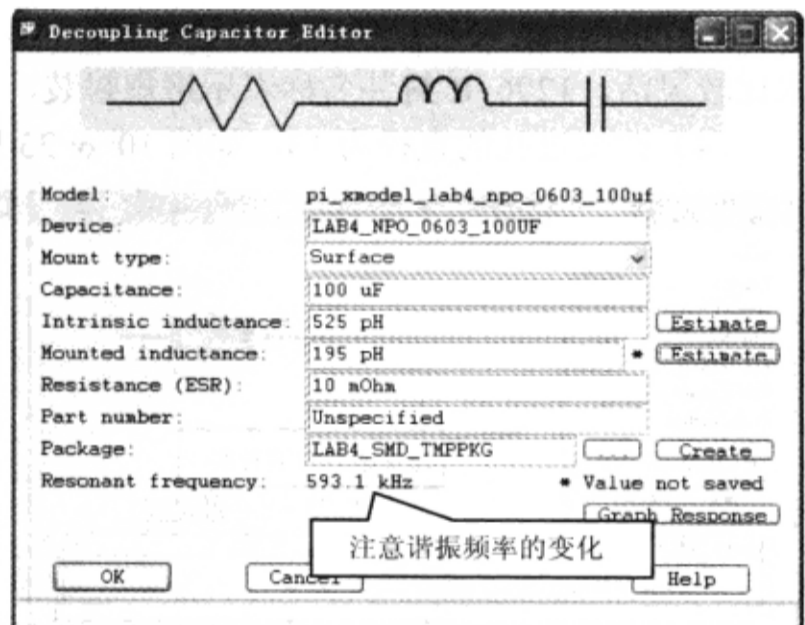 Decoupling Capacitor Editor
Model: pi_xmodel_lab4_npo_0603_100uf
Device: LAB4_NPO_0603_100UF
Mount type: Surface
Capacitance: 100 uF
Intrinsic inductance: 525 pH Estimate
Mounted inductance: 195 pH * Estimate
Resistance (ESR): 10 mOhm
Part number: Unspecified
Package: LAB4_SMD_TMPPKG ... Create
Resonant frequency: 593.1 kHz * Value not saved
Graph Response
注意谐振频率的变化
OK Cancel Help